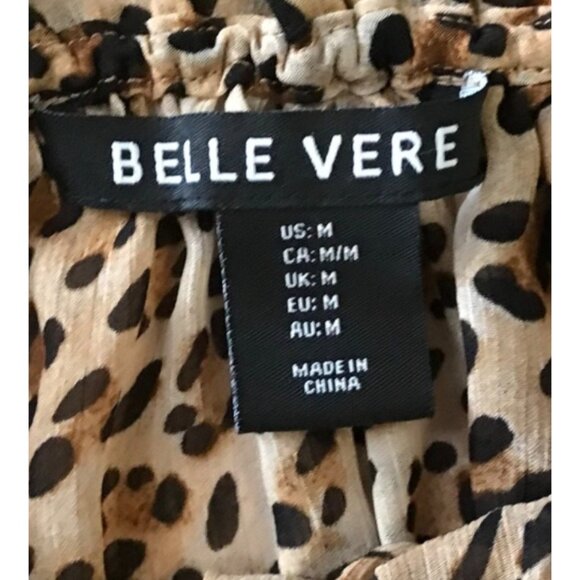 BELLE VERE
US: M
CA: M/M
UK: M
EU: M
AU: M
MADE IN
CHINA